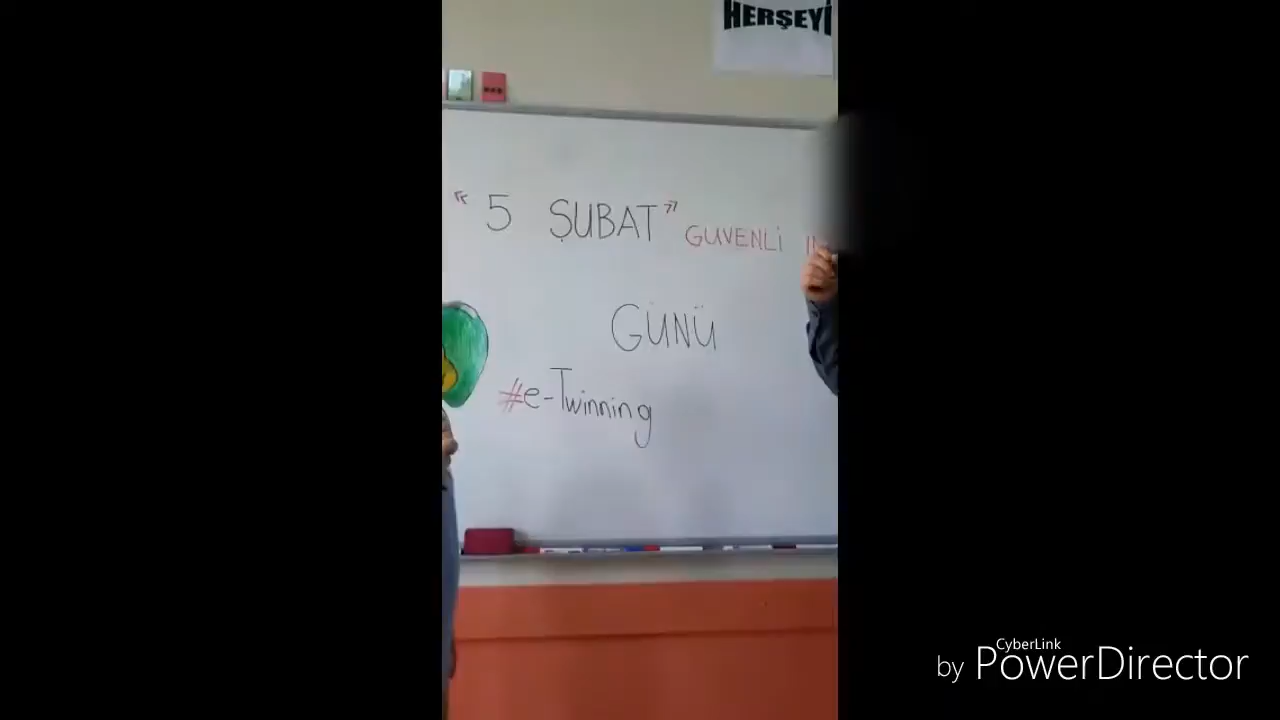 HERŞEYİ
“ 5 ŞUBAT” GUVENLİ
GÜNÜ
#e-Twinning
CyberLink
by PowerDirector